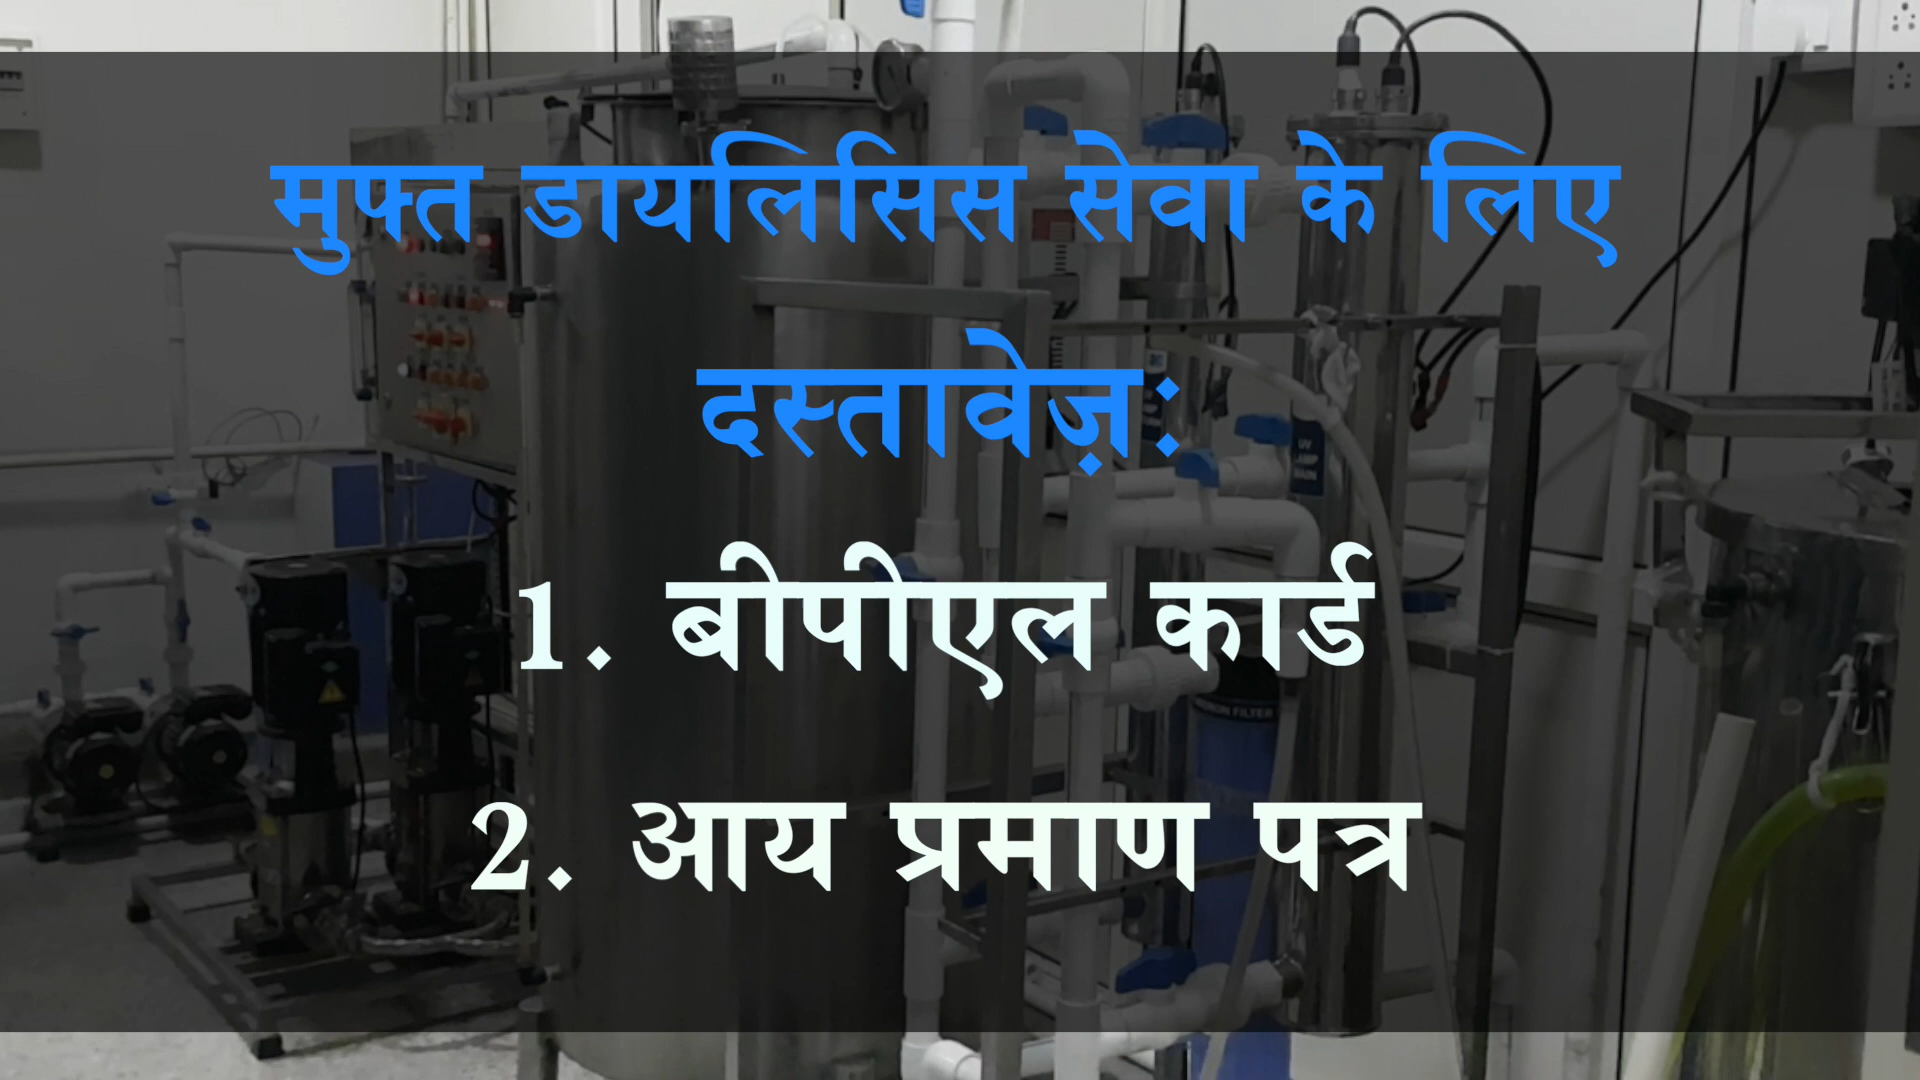 मुफ्त डायलिसिस सेवा के लिए
दस्तावेज़:
1. बीपीएल कार्ड
2. आय प्रमाण पत्र